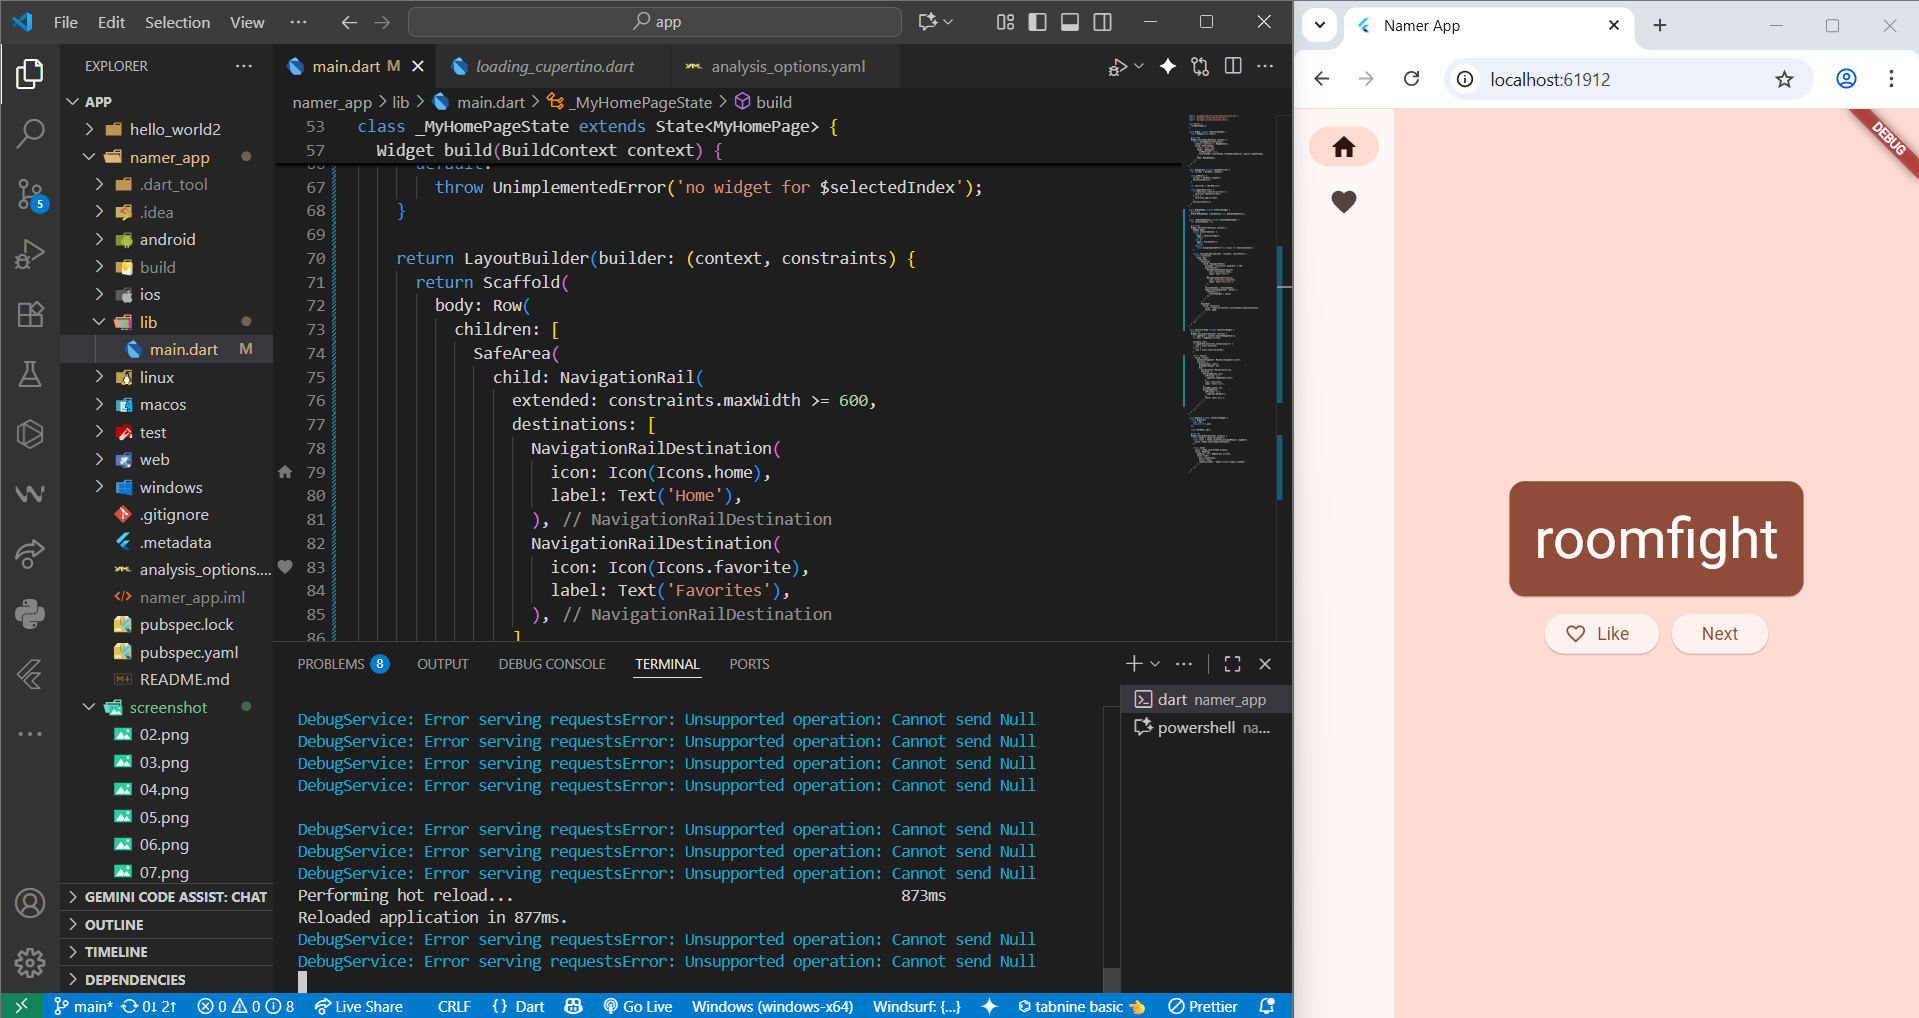 File Edit Selection View ··· app
EXPLORER ···
APP
hello_world2
namer_app
.dart_tool
.idea
android
build
ios
lib
main.dart M
linux
macos
test
web
windows
.gitignore
.metadata
analysis_options....
namer_app.iml
pubspec.lock
pubspec.yaml
README.md
screenshot
02.png
03.png
04.png
05.png
06.png
07.png
GEMINI CODE ASSIST: CHAT
OUTLINE
TIMELINE
DEPENDENCIES
5
main.dart M loading_cupertino.dart analysis_options.yaml
namer_app > lib > main.dart > _MyHomePageState > build
53 class _MyHomePageState extends State<MyHomePage> {
57 Widget build(BuildContext context) {
66 default:
67 throw UnimplementedError('no widget for $selectedIndex');
68 }
69
70 return LayoutBuilder(builder: (context, constraints) {
71 return Scaffold(
72 body: Row(
73 children: [
74 SafeArea(
75 child: NavigationRail(
76 extended: constraints.maxWidth >= 600,
77 destinations: [
78 NavigationRailDestination(
79 icon: Icon(Icons.home),
80 label: Text('Home'),
81 ), // NavigationRailDestination
82 NavigationRailDestination(
83 icon: Icon(Icons.favorite),
84 label: Text('Favorites'),
85 ), // NavigationRailDestination
86 ]
PROBLEMS 8 OUTPUT DEBUG CONSOLE TERMINAL PORTS
DebugService: Error serving requestsError: Unsupported operation: Cannot send Null
DebugService: Error serving requestsError: Unsupported operation: Cannot send Null
DebugService: Error serving requestsError: Unsupported operation: Cannot send Null
DebugService: Error serving requestsError: Unsupported operation: Cannot send Null
DebugService: Error serving requestsError: Unsupported operation: Cannot send Null
DebugService: Error serving requestsError: Unsupported operation: Cannot send Null
DebugService: Error serving requestsError: Unsupported operation: Cannot send Null
Performing hot reload... 873ms
Reloaded application in 877ms.
DebugService: Error serving requestsError: Unsupported operation: Cannot send Null
DebugService: Error serving requestsError: Unsupported operation: Cannot send Null
dart namer_app
powershell na...
main* 0↓ 2↑ 0 0 8 Live Share CRLF {} Dart Go Live Windows (windows-x64) Windsurf: {...} tabnine basic Prettier
Namer App
localhost:61912
DEBUG
roomfight
Like
Next